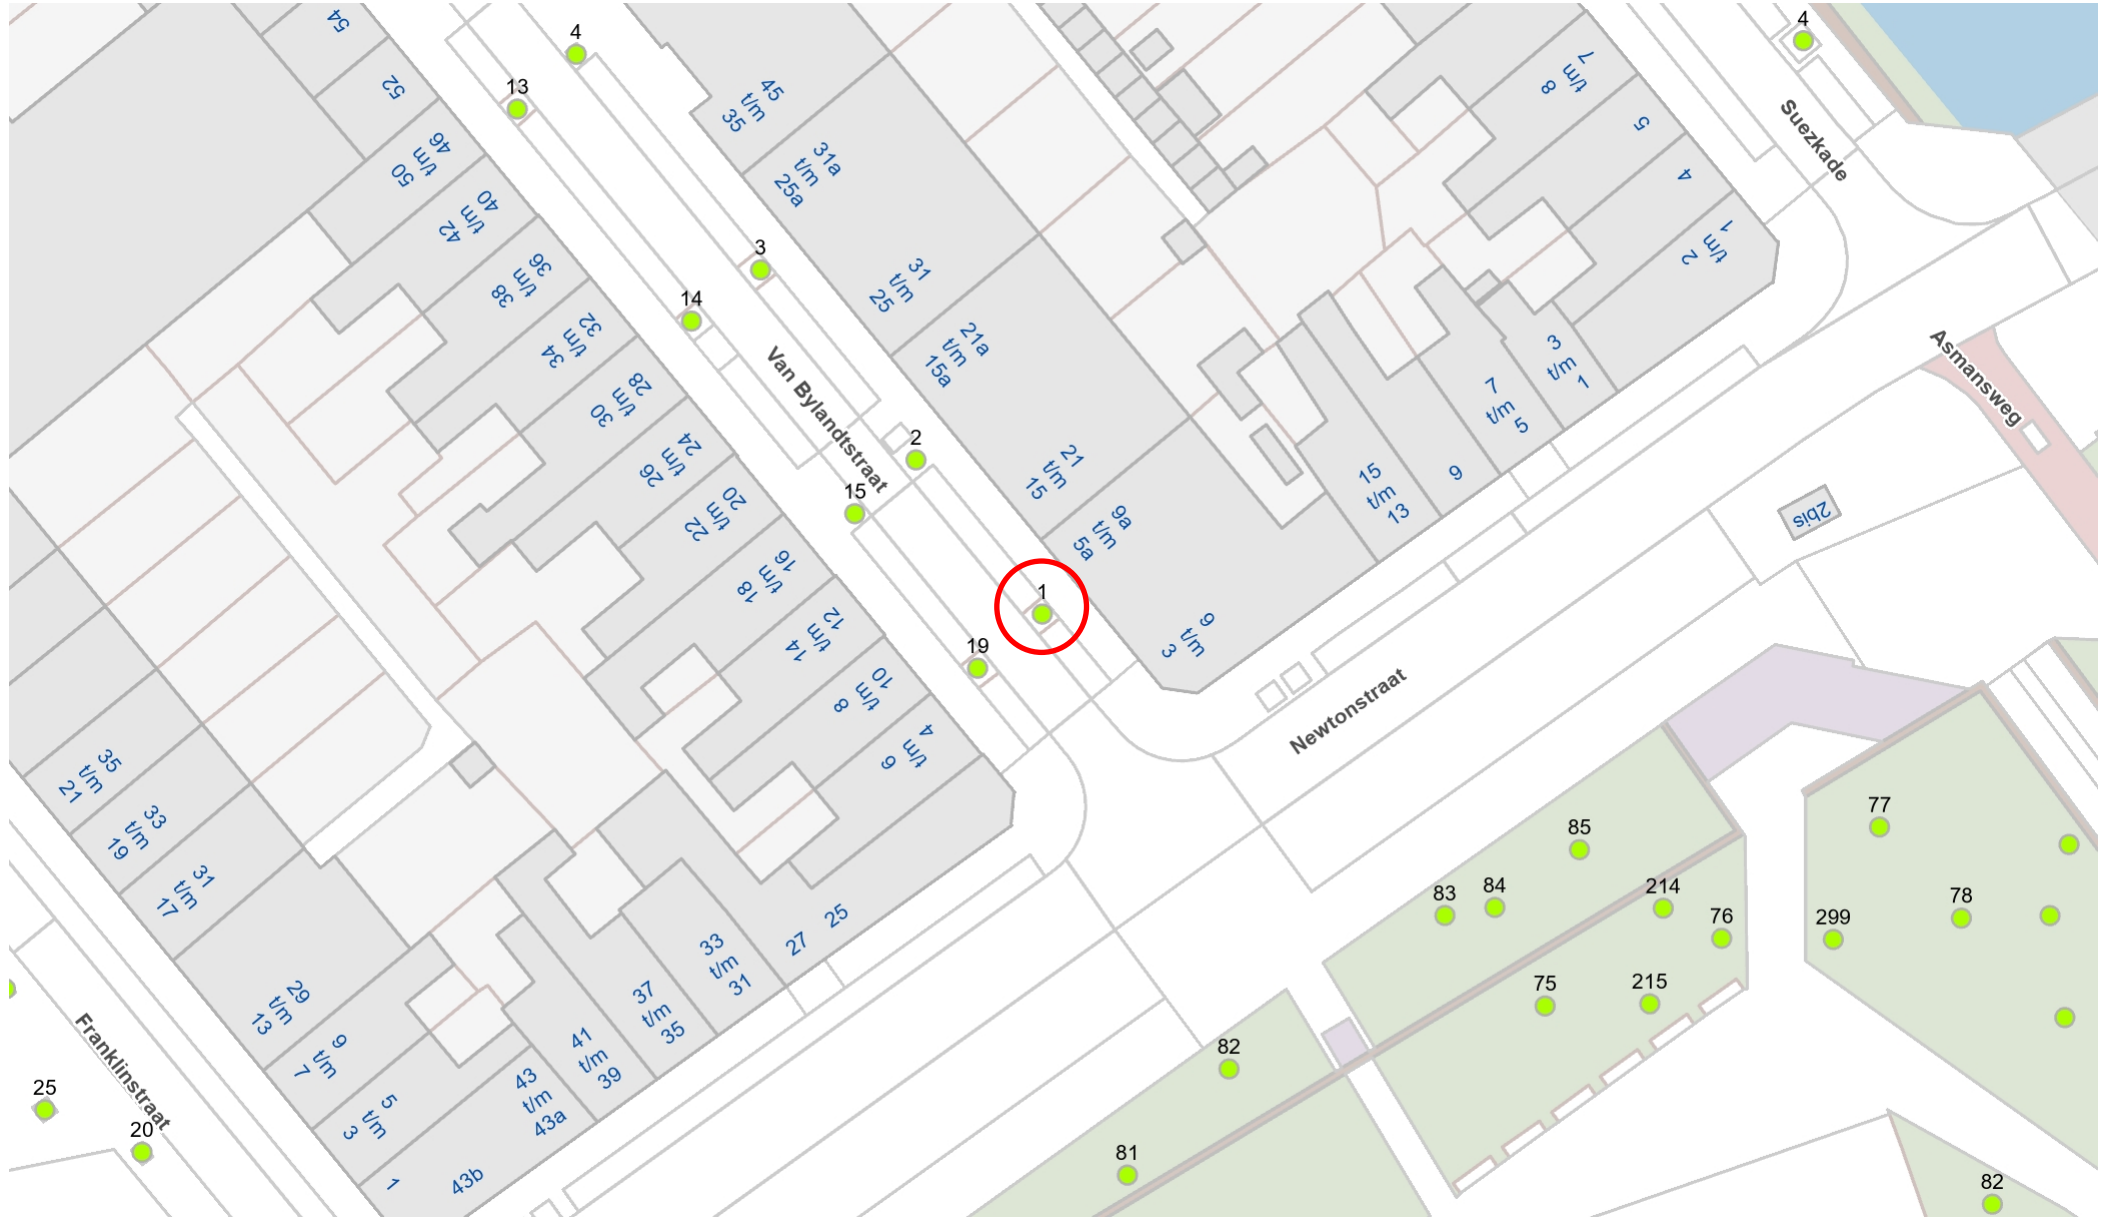 54
52
46
t/m
50
40
t/m
42
36
t/m
38
32
t/m
34
28
t/m
30
24
t/m
26
20
t/m
22
16
t/m
18
12
t/m
14
10
t/m
8
4
t/m
6
4
13
3
14
2
15
1
19
Van Bylandtstraat
45
t/m
35
31a
t/m
25a
31
t/m
25
21a
t/m
15a
21
t/m
15
9a
t/m
5a
9
t/m
3
7
t/m
8
5
4
1
t/m
2
3
t/m
1
7
t/m
5
9
15
t/m
13
4
Suezkade
Asmansweg
2bis
Newtonstraat
35
t/m
21
33
t/m
19
31
t/m
17
29
t/m
13
9
t/m
7
5
t/m
3
1
43b
43
t/m
43a
41
t/m
39
37
t/m
35
33
t/m
31
27
25
Franklinstraat
25
20
85
83
84
214
76
75
215
82
81
77
78
299
82